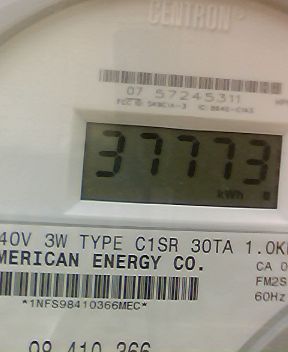 CENTRON
07 57245311
37773
kWh
40V 3W TYPE C1SR 30TA 1.0K
MERICAN ENERGY CO.
CA 0
FM2S
*1NFS98410366MEC*
60Hz
98 410 366